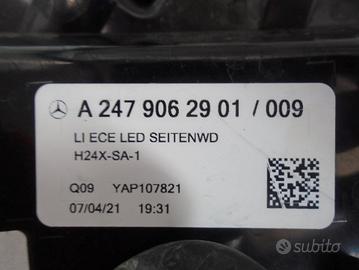 A 247 906 29 01 / 009
LI ECE LED SEITENWD
H24X-SA-1
Q09 YAP107821
07/04/21 19:31
subito